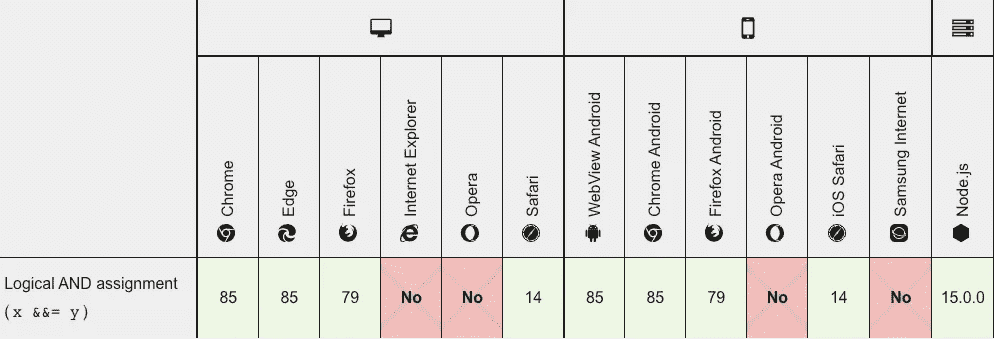 Chrome
Edge
Firefox
Internet Explorer
Opera
Safari
WebView Android
Chrome Android
Firefox Android
Opera Android
iOS Safari
Samsung Internet
Node.js
Logical AND assignment
(x &&= y)
85 85 79 No No 14 85 85 79 No 14 No 15.0.0